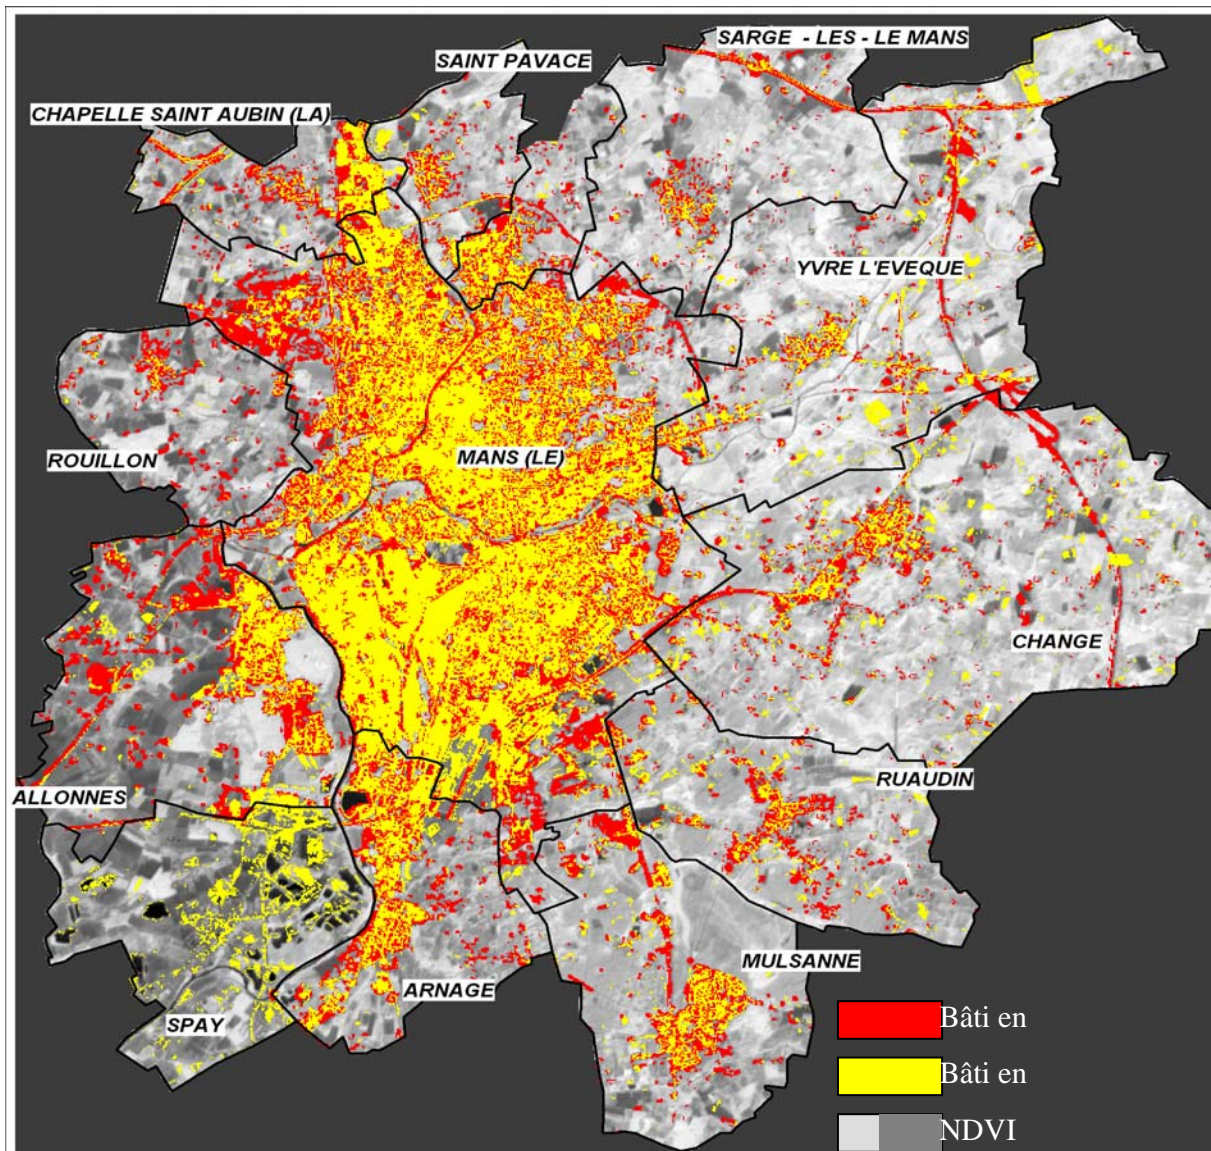 SARGE - LES - LE MANS
SAINT PAVACE
CHAPELLE SAINT AUBIN (LA)
YVRE L'EVEQUE
ROUILLON
MANS (LE)
CHANGE
RUAUDIN
ALLONNES
MULSANNE
ARNAGE
SPAY
Bâti en
Bâti en
NDVI